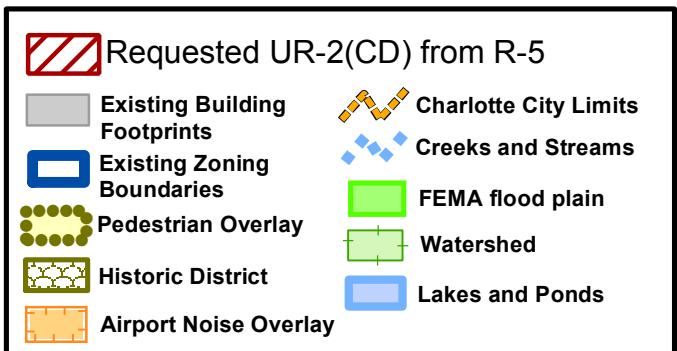 Requested UR-2(CD) from R-5
Existing Building
Footprints
Existing Zoning
Boundaries
Pedestrian Overlay
Historic District
Airport Noise Overlay
Charlotte City Limits
Creeks and Streams
FEMA flood plain
Watershed
Lakes and Ponds